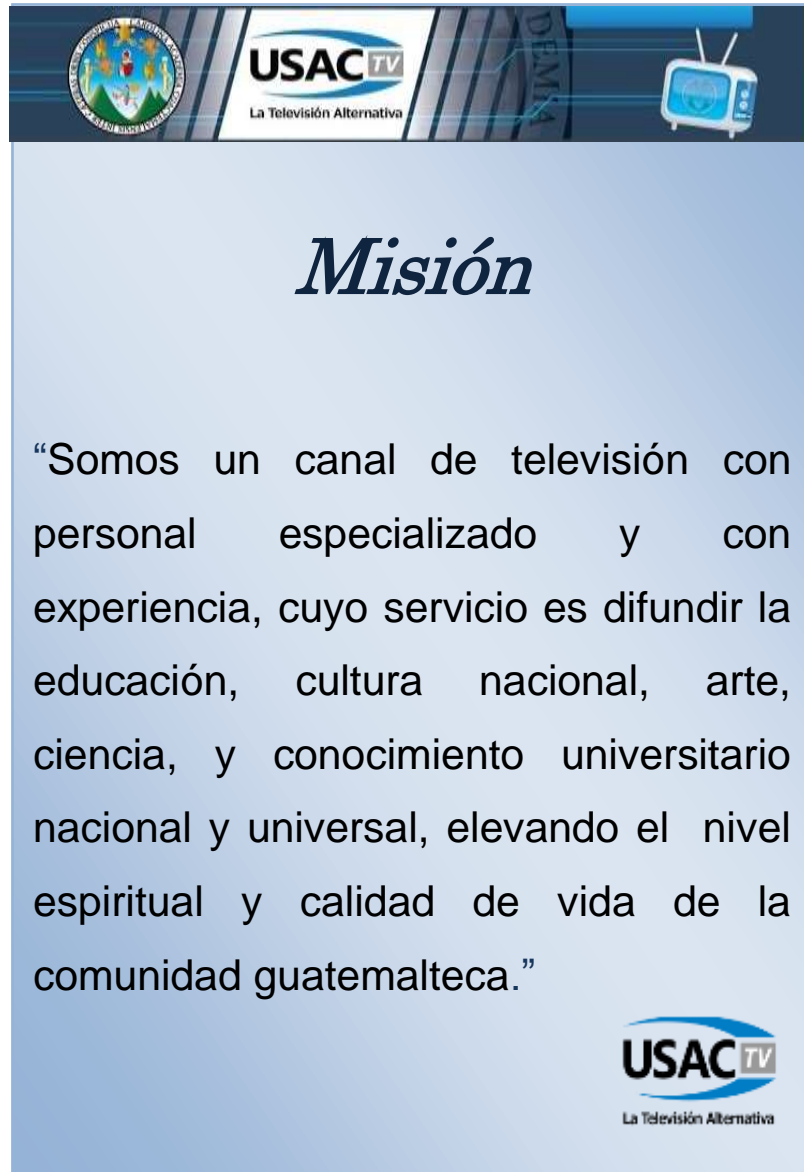 USAC TV
La Televisión Alternativa
DEMIA
Misión
“Somos un canal de televisión con
personal especializado y con
experiencia, cuyo servicio es difundir la
educación, cultura nacional, arte,
ciencia, y conocimiento universitario
nacional y universal, elevando el nivel
espiritual y calidad de vida de la
comunidad guatemalteca.”
USAC TV
La Televisión Alternativa